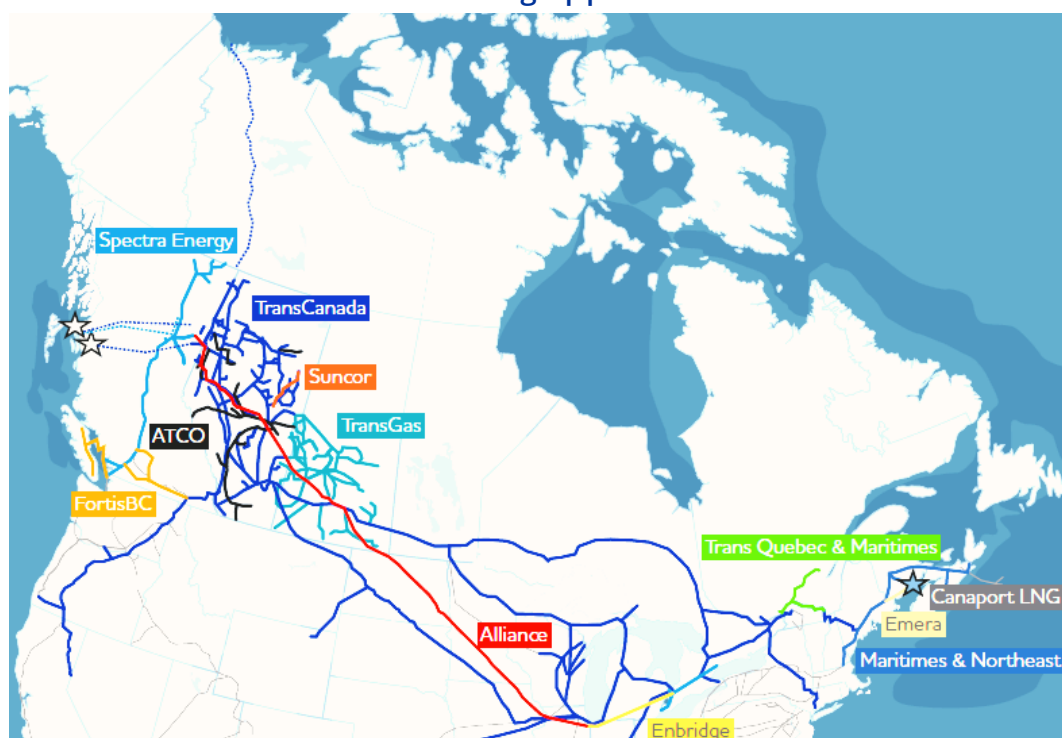 Spectra Energy
TransCanada
Suncor
TransGas
ATCO
FortisBC
Trans Quebec & Maritimes
Canaport LNG
Emera
Alliance
Maritimes & Northeast
Enbridge